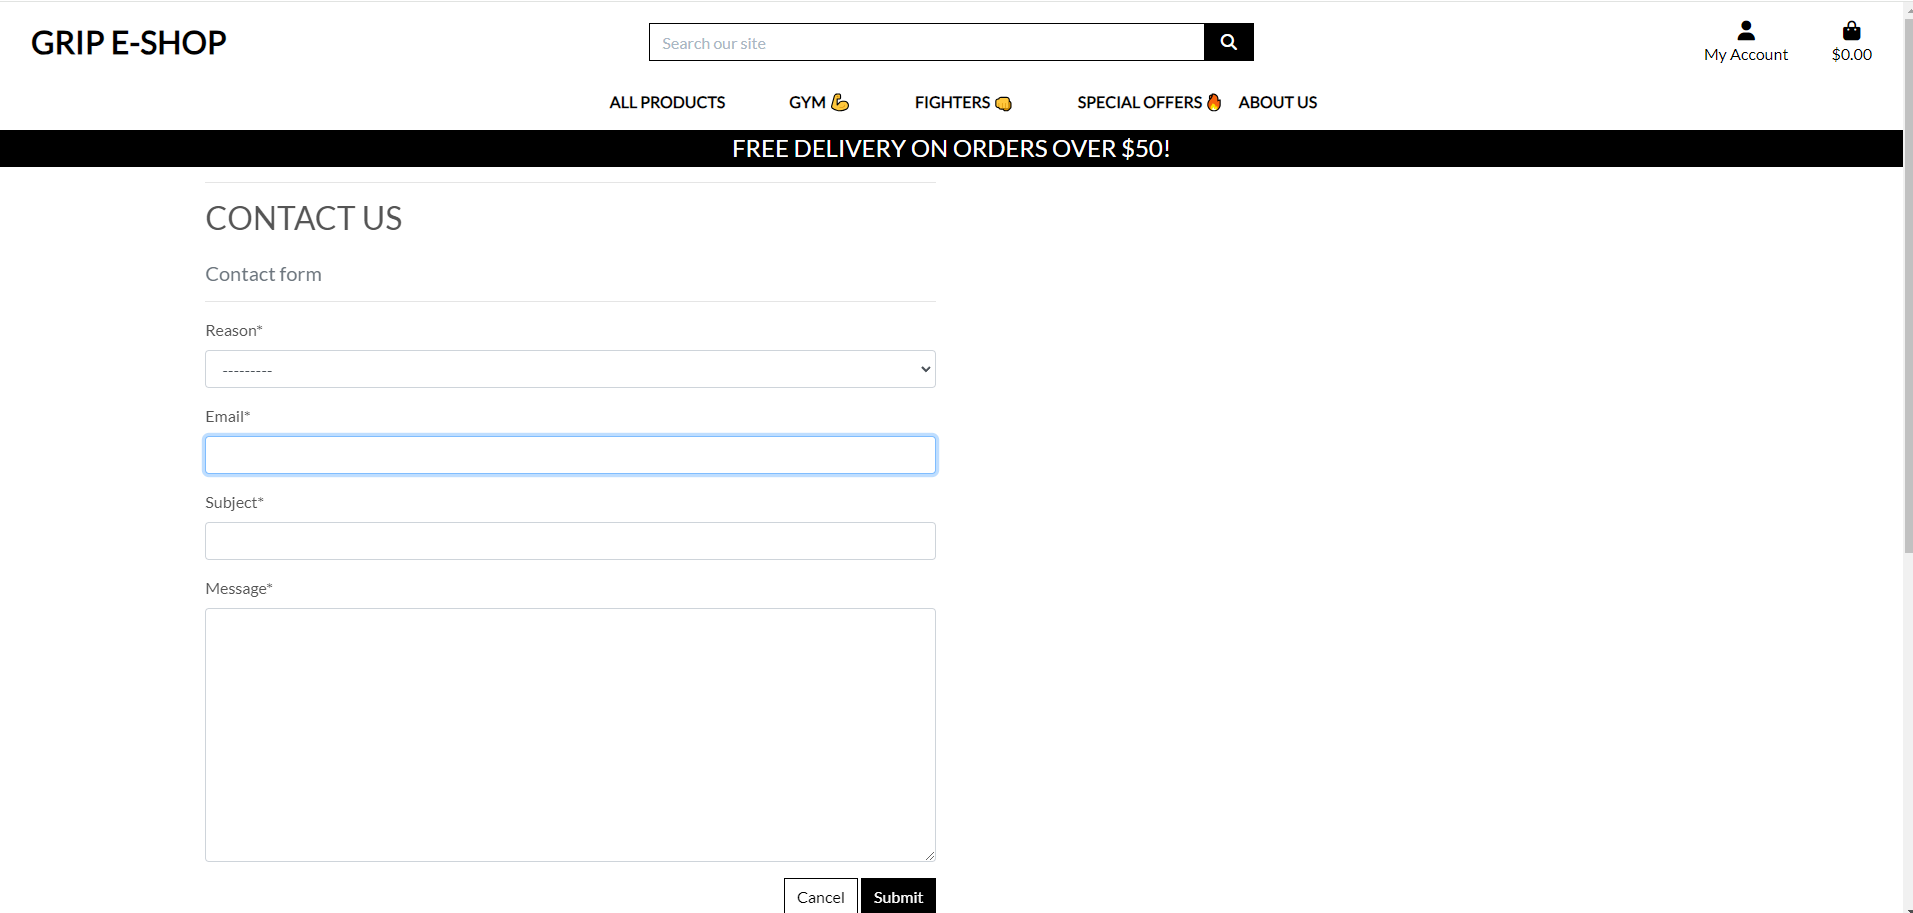 GRIP E-SHOP
Search our site
My Account
$0.00
ALL PRODUCTS GYM 💪 FIGHTERS 👊 SPECIAL OFFERS 🔥 ABOUT US
FREE DELIVERY ON ORDERS OVER $50!
CONTACT US
Contact form
Reason*
---------
Email*
Subject*
Message*
Cancel Submit